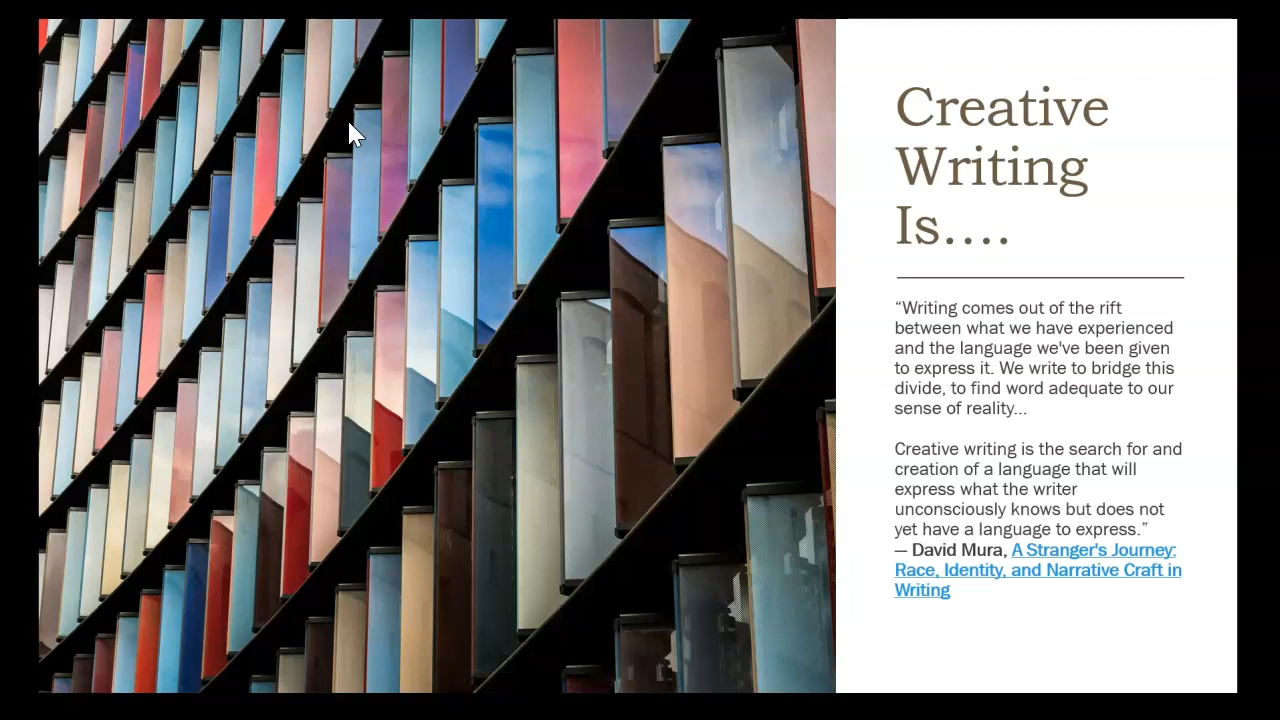 Creative
Writing
Is....
“Writing comes out of the rift
between what we have experienced
and the language we've been given
to express it. We write to bridge this
divide, to find word adequate to our
sense of reality...
Creative writing is the search for and
creation of a language that will
express what the writer
unconsciously knows but does not
yet have a language to express.”
— David Mura, A Stranger's Journey:
Race, Identity, and Narrative Craft in
Writing